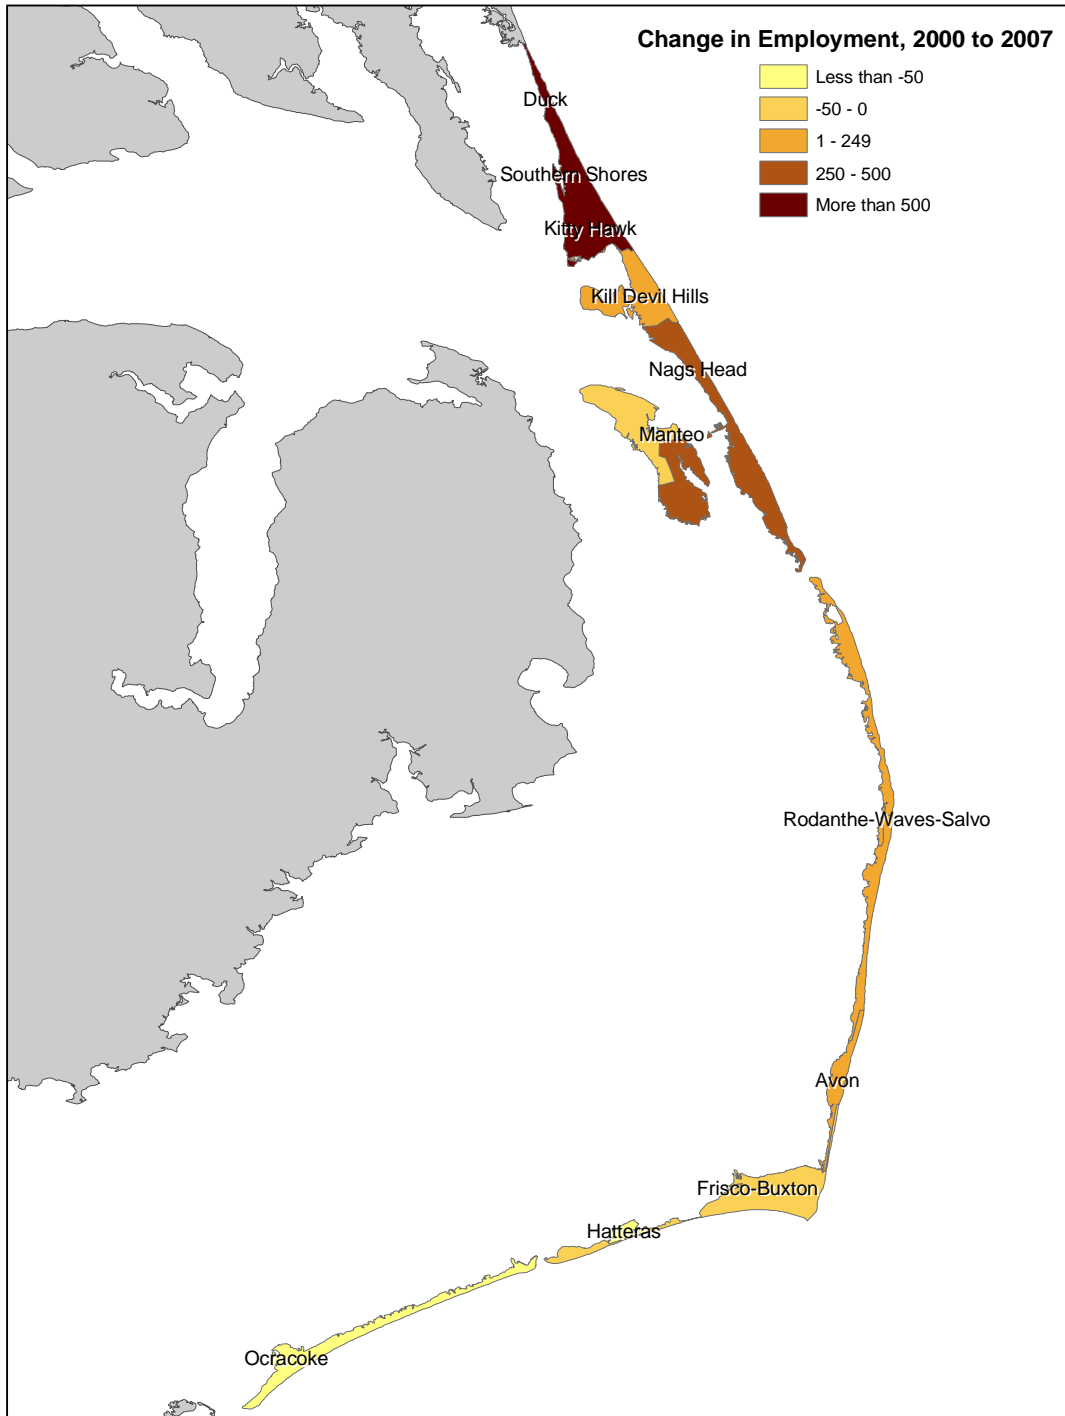 Change in Employment, 2000 to 2007
Less than -50
-50 - 0
1 - 249
250 - 500
More than 500
Duck
Southern Shores
Kitty Hawk
Kill Devil Hills
Nags Head
Manteo
Rodanthe-Waves-Salvo
Avon
Frisco-Buxton
Hatteras
Ocracoke